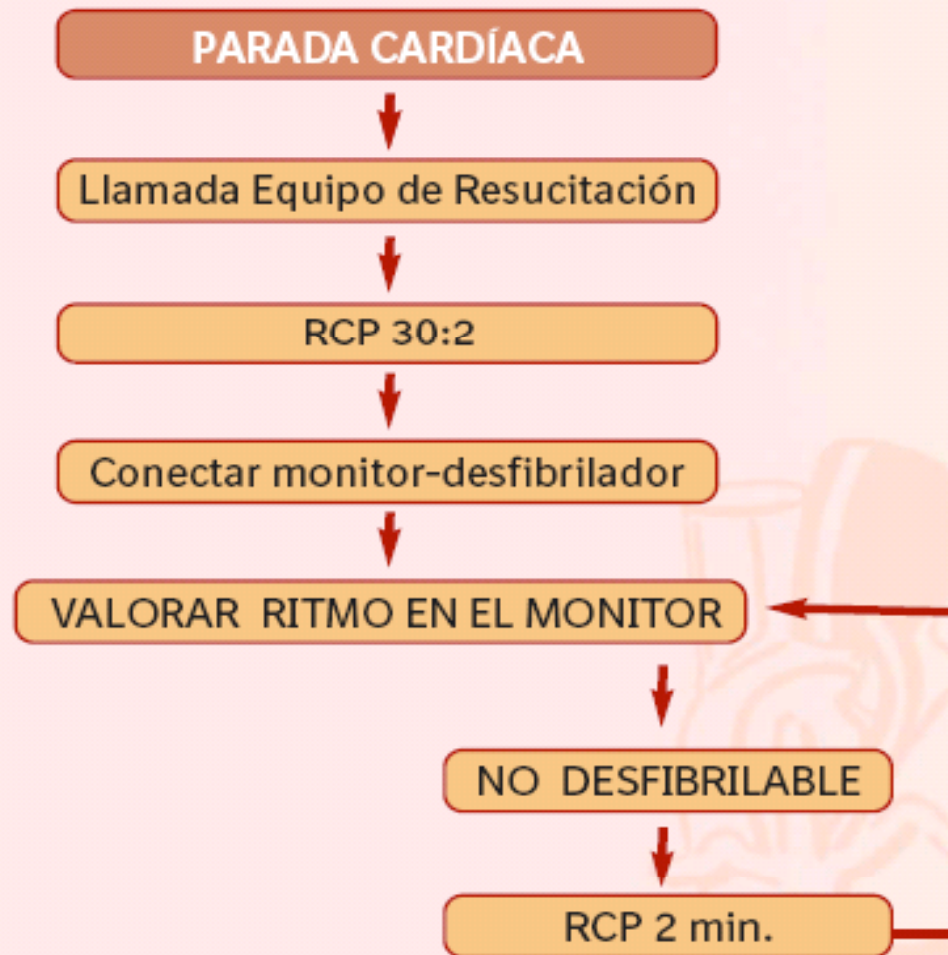 PARADA CARDÍACA
Llamada Equipo de Resucitación
RCP 30:2
Conectar monitor-desfibrilador
VALORAR RITMO EN EL MONITOR
NO DESFIBRILABLE
RCP 2 min.